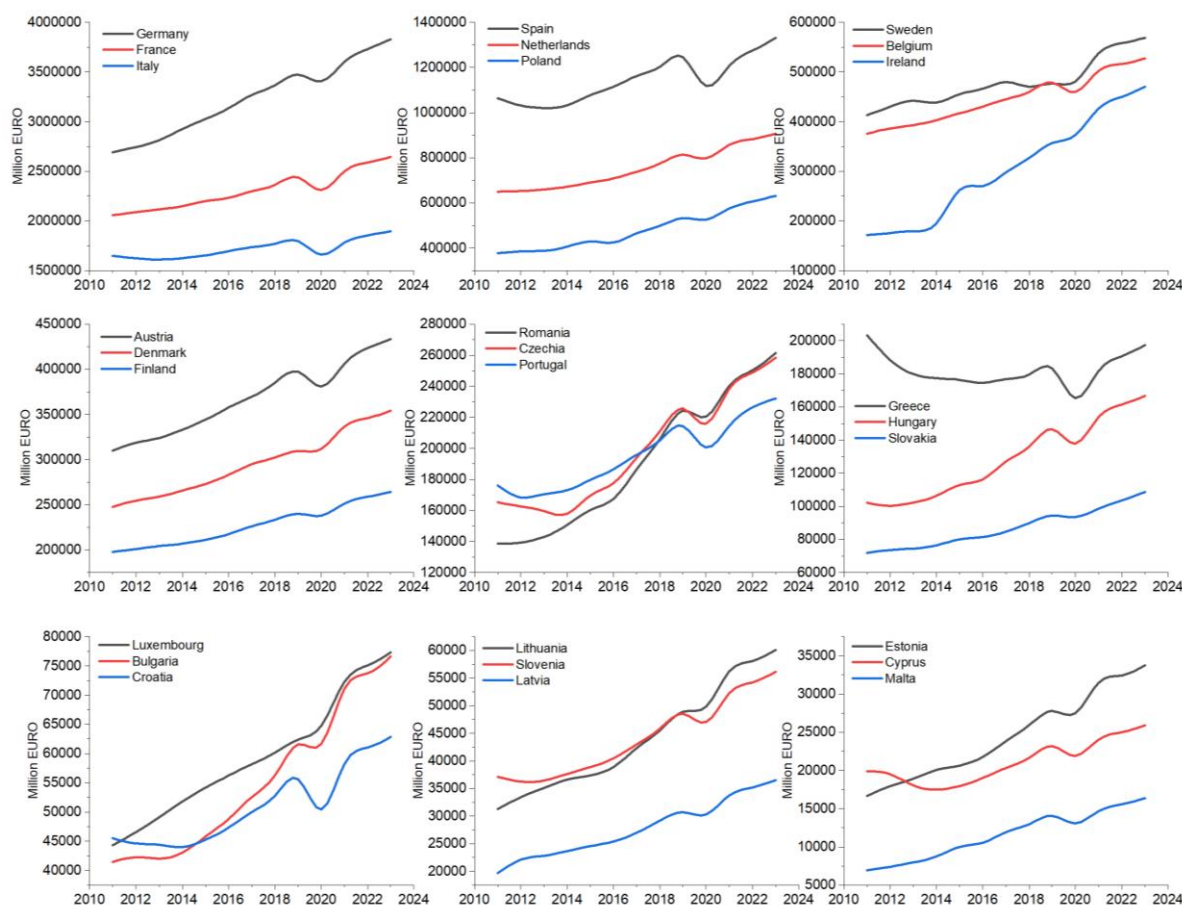 4000000
3500000
3000000
2500000
2000000
1500000
Million EURO
Germany
France
Italy
2010 2012 2014 2016 2018 2020 2022 2024
1400000
1200000
1000000
800000
600000
400000
Million EURO
Spain
Netherlands
Poland
2010 2012 2014 2016 2018 2020 2022 2024
600000
500000
400000
300000
200000
100000
Million EURO
Sweden
Belgium
Ireland
2010 2012 2014 2016 2018 2020 2022 2024
450000
400000
350000
300000
250000
200000
Million EURO
Austria
Denmark
Finland
2010 2012 2014 2016 2018 2020 2022 2024
280000
260000
240000
220000
200000
180000
160000
140000
120000
Million EURO
Romania
Czechia
Portugal
2010 2012 2014 2016 2018 2020 2022 2024
200000
180000
160000
140000
120000
100000
80000
60000
Million EURO
Greece
Hungary
Slovakia
2010 2012 2014 2016 2018 2020 2022 2024
80000
75000
70000
65000
60000
55000
50000
45000
40000
Million EURO
Luxembourg
Bulgaria
Croatia
2010 2012 2014 2016 2018 2020 2022 2024
60000
55000
50000
45000
40000
35000
30000
25000
20000
Million EURO
Lithuania
Slovenia
Latvia
2010 2012 2014 2016 2018 2020 2022 2024
35000
30000
25000
20000
15000
10000
5000
Million EURO
Estonia
Cyprus
Malta
2010 2012 2014 2016 2018 2020 2022 2024